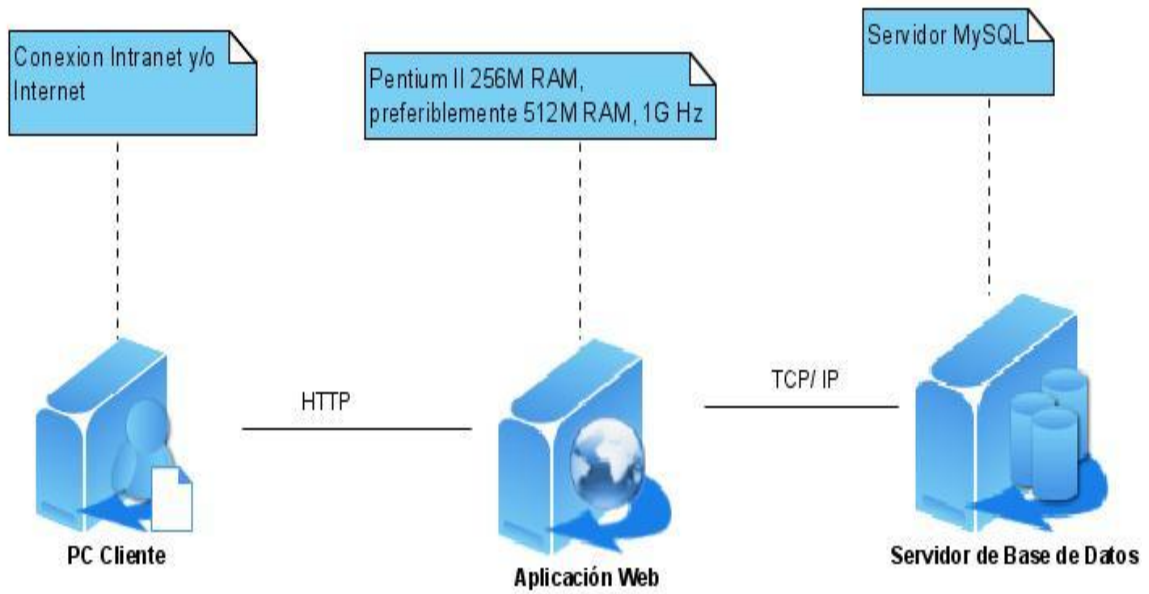 Conexion Intranet y/o
Internet
Pentium II 256M RAM,
preferiblemente 512M RAM, 1G Hz
Servidor MySQL
HTTP
TCP/ IP
PC Cliente
Aplicación Web
Servidor de Base de Datos